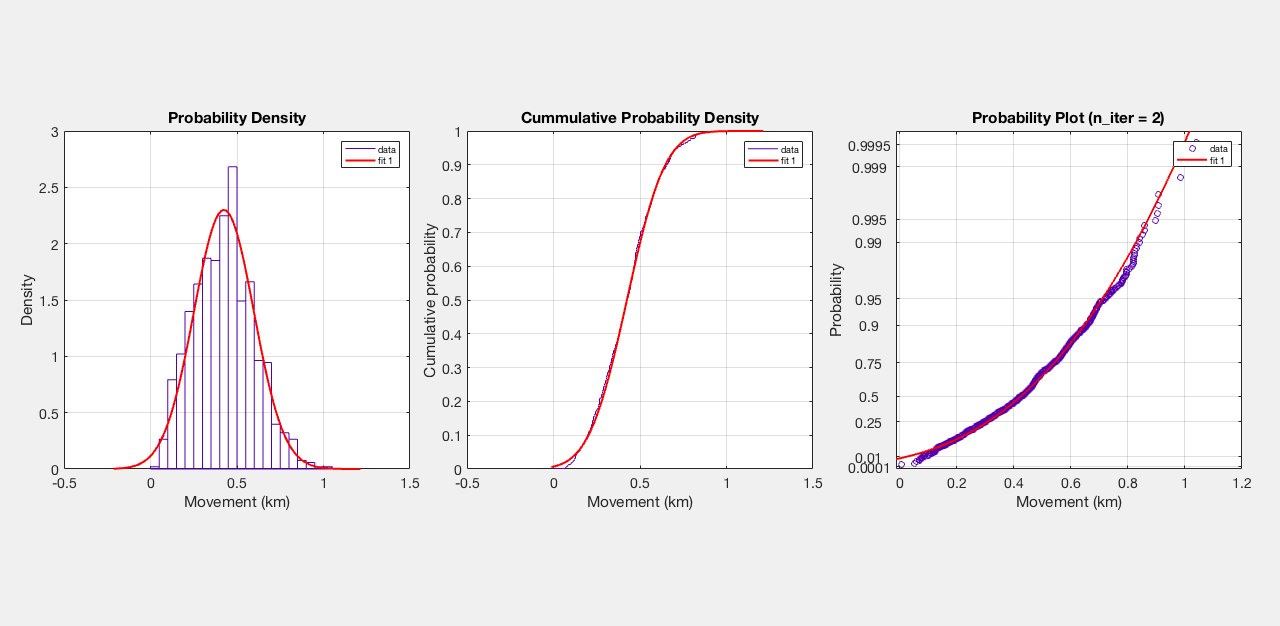 Probability Density
3
2.5
2
1.5
1
0.5
0
Density
-0.5 0 0.5 1 1.5
Movement (km)
data
fit 1
Cummulative Probability Density
1
0.9
0.8
0.7
0.6
0.5
0.4
0.3
0.2
0.1
0
Cumulative probability
-0.5 0 0.5 1 1.5
Movement (km)
data
fit 1
Probability Plot (n_iter = 2)
0.9995
0.999
0.995
0.99
0.95
0.9
0.75
0.5
0.25
0.01
0.0001
Probability
0 0.2 0.4 0.6 0.8 1 1.2
Movement (km)
data
fit 1